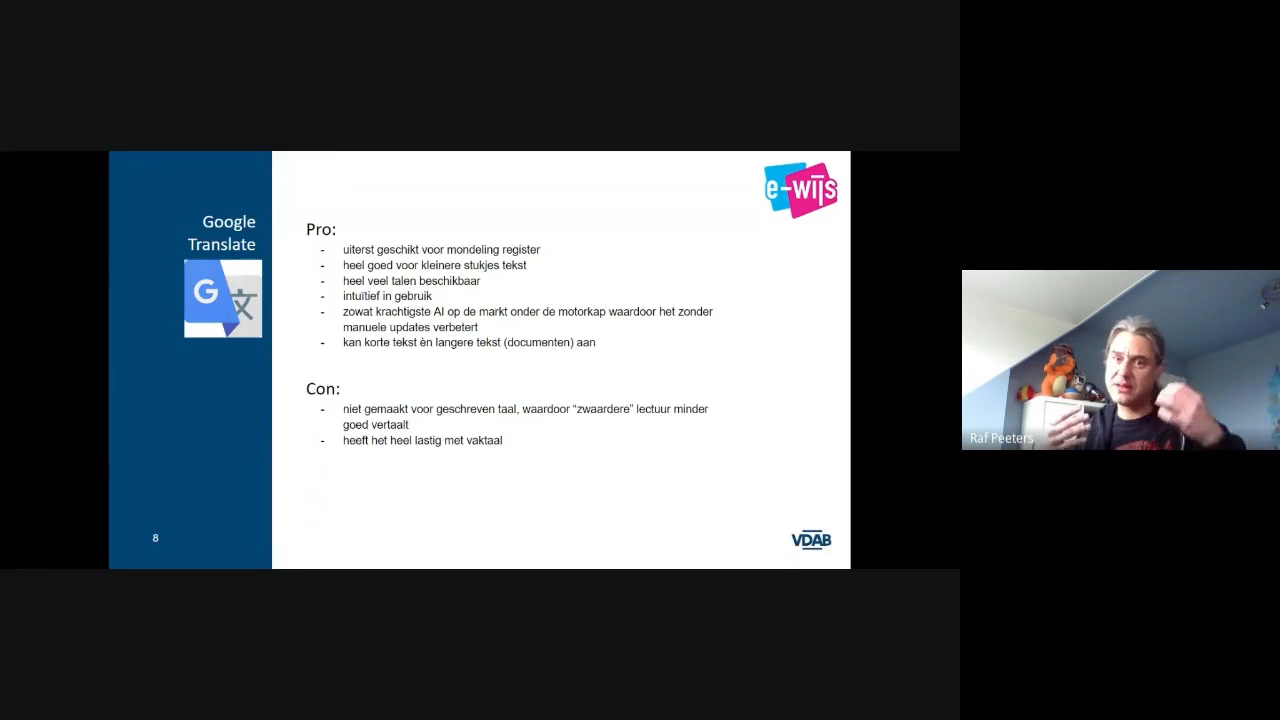 Google
Translate
G
文
e-wijs
Pro:
- uiterst geschikt voor mondeling register
- heel goed voor kleinere stukjes tekst
- heel veel talen beschikbaar
- intuïtief in gebruik
- zowat krachtigste AI op de markt onder de motorkap waardoor het zonder
manuele updates verbetert
- kan korte tekst èn langere tekst (documenten) aan
Con:
- niet gemaakt voor geschreven taal, waardoor “zwaardere” lectuur minder
goed vertaalt
- heeft het heel lastig met vaktaal
8
VDAB
Raf Peeters